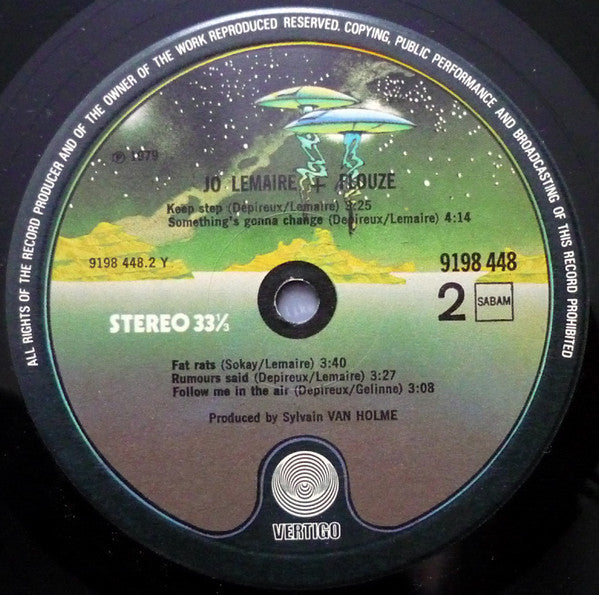 ALL RIGHTS OF THE RECORD PRODUCER AND OF THE OWNER OF THE WORK REPRODUCED RESERVED. COPYING, PUBLIC PERFORMANCE AND BROADCASTING OF THIS RECORD PROHIBITED
℗ 1979
JO LEMAIRE + FLOUZE
Keep step (Depireux/Lemaire) 3:25
Something's gonna change (Depireux/Lemaire) 4:14
9198 448.2 Y
9198 448
2 SABAM
STEREO 33⅓
Fat rats (Sokay/Lemaire) 3:40
Rumours said (Depireux/Lemaire) 3:27
Follow me in the air (Depireux/Gelinne) 3:08
Produced by Sylvain VAN HOLME
VERTIGO